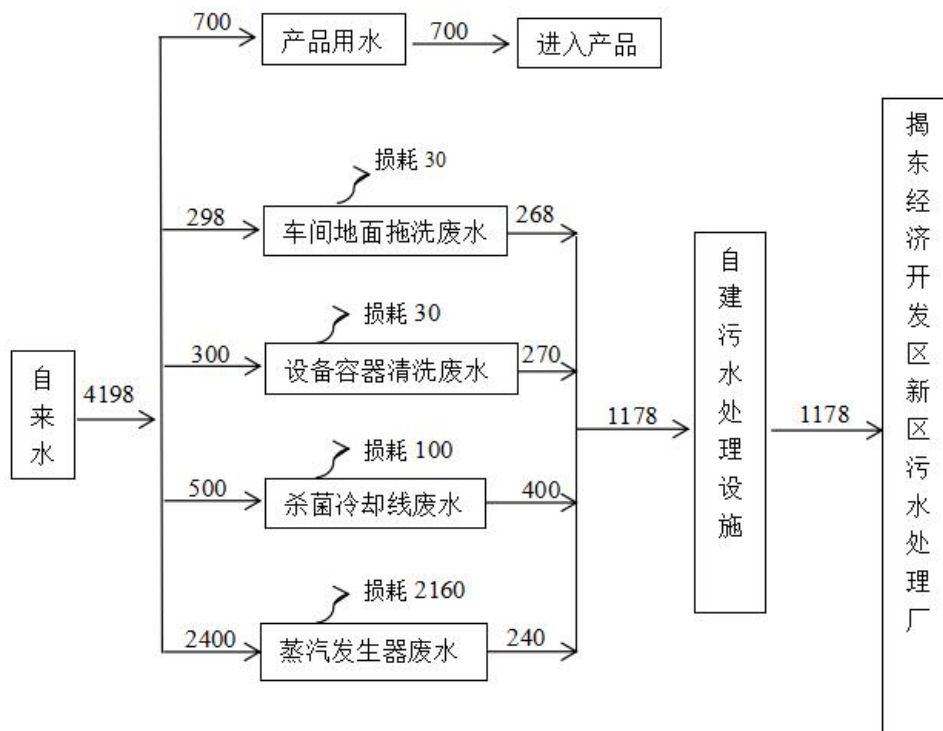 700
产品用水
700
进入产品
损耗 30
298
车间地面拖洗废水
268
损耗 30
300
设备容器清洗废水
270
自来水
4198
1178
自建污水处理设施
1178
揭东经济开发区新区污水处理厂
损耗 100
500
杀菌冷却线废水
400
损耗 2160
2400
蒸汽发生器废水
240